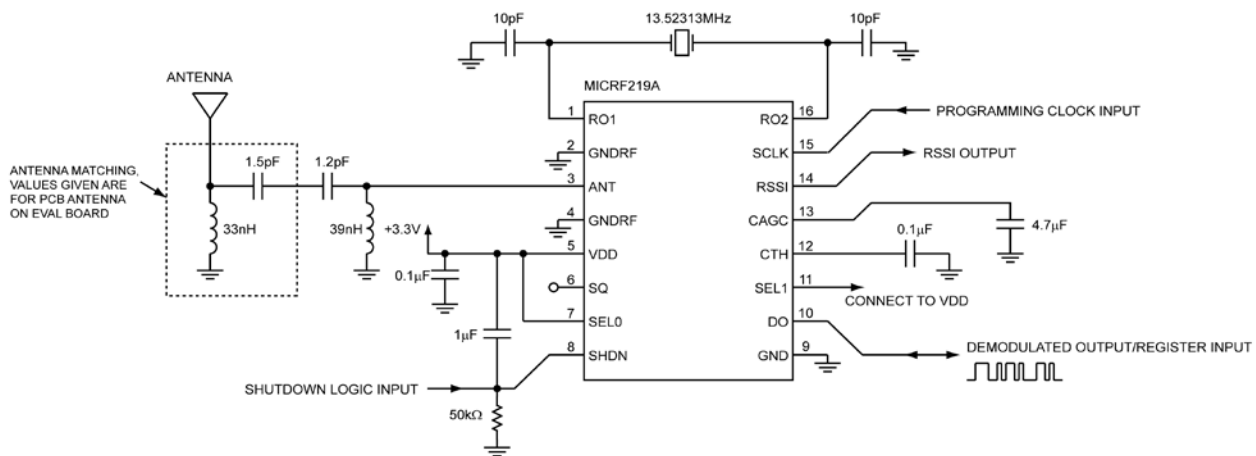 10pF
13.52313MHz
10pF
ANTENNA
MICRF219A
1
RO1
RO2
16
PROGRAMMING CLOCK INPUT
2
GNDRF
SCLK
15
RSSI OUTPUT
ANTENNA MATCHING,
VALUES GIVEN ARE
FOR PCB ANTENNA
ON EVAL BOARD
1.5pF
1.2pF
3
ANT
RSSI
14
33nH
39nH
+3.3V
4
GNDRF
CAGC
13
4.7µF
5
VDD
CTH
12
0.1µF
0.1µF
6
SQ
SEL1
11
CONNECT TO VDD
7
SEL0
DO
10
1µF
8
SHDN
GND
9
DEMODULATED OUTPUT/REGISTER INPUT
SHUTDOWN LOGIC INPUT
50kΩ